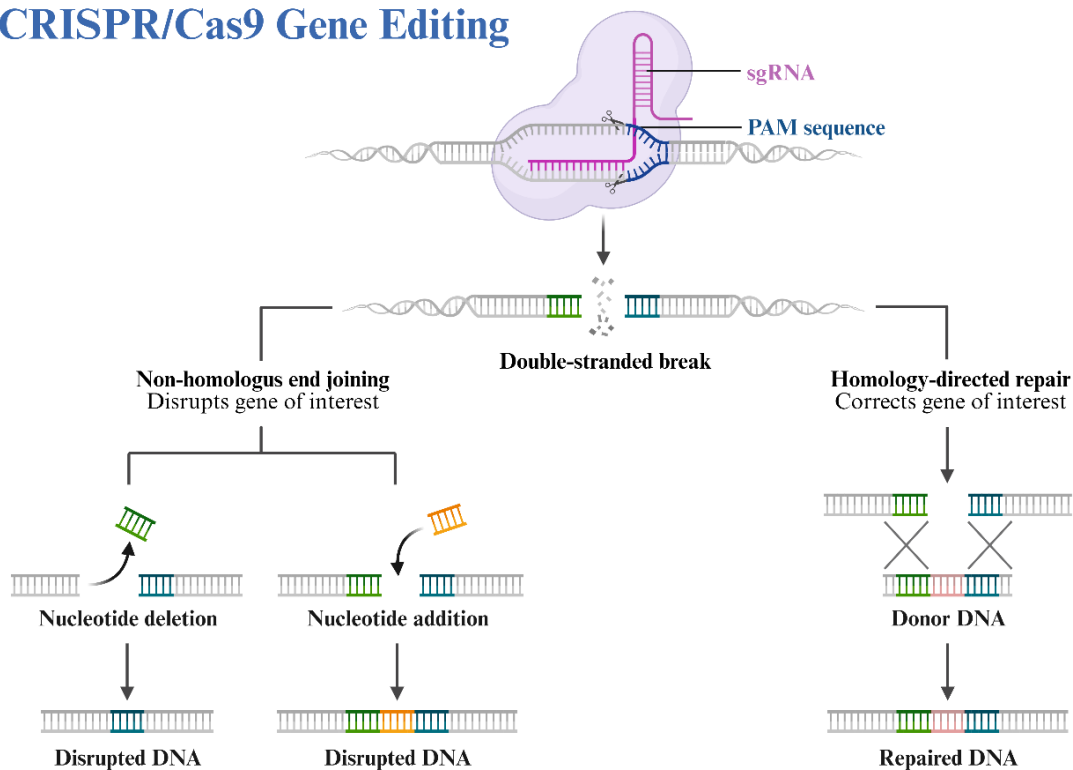 CRISPR/Cas9 Gene Editing
sgRNA
PAM sequence
Double-stranded break
Non-homologus end joining
Disrupts gene of interest
Homology-directed repair
Corrects gene of interest
Nucleotide deletion
Nucleotide addition
Donor DNA
Disrupted DNA
Disrupted DNA
Repaired DNA